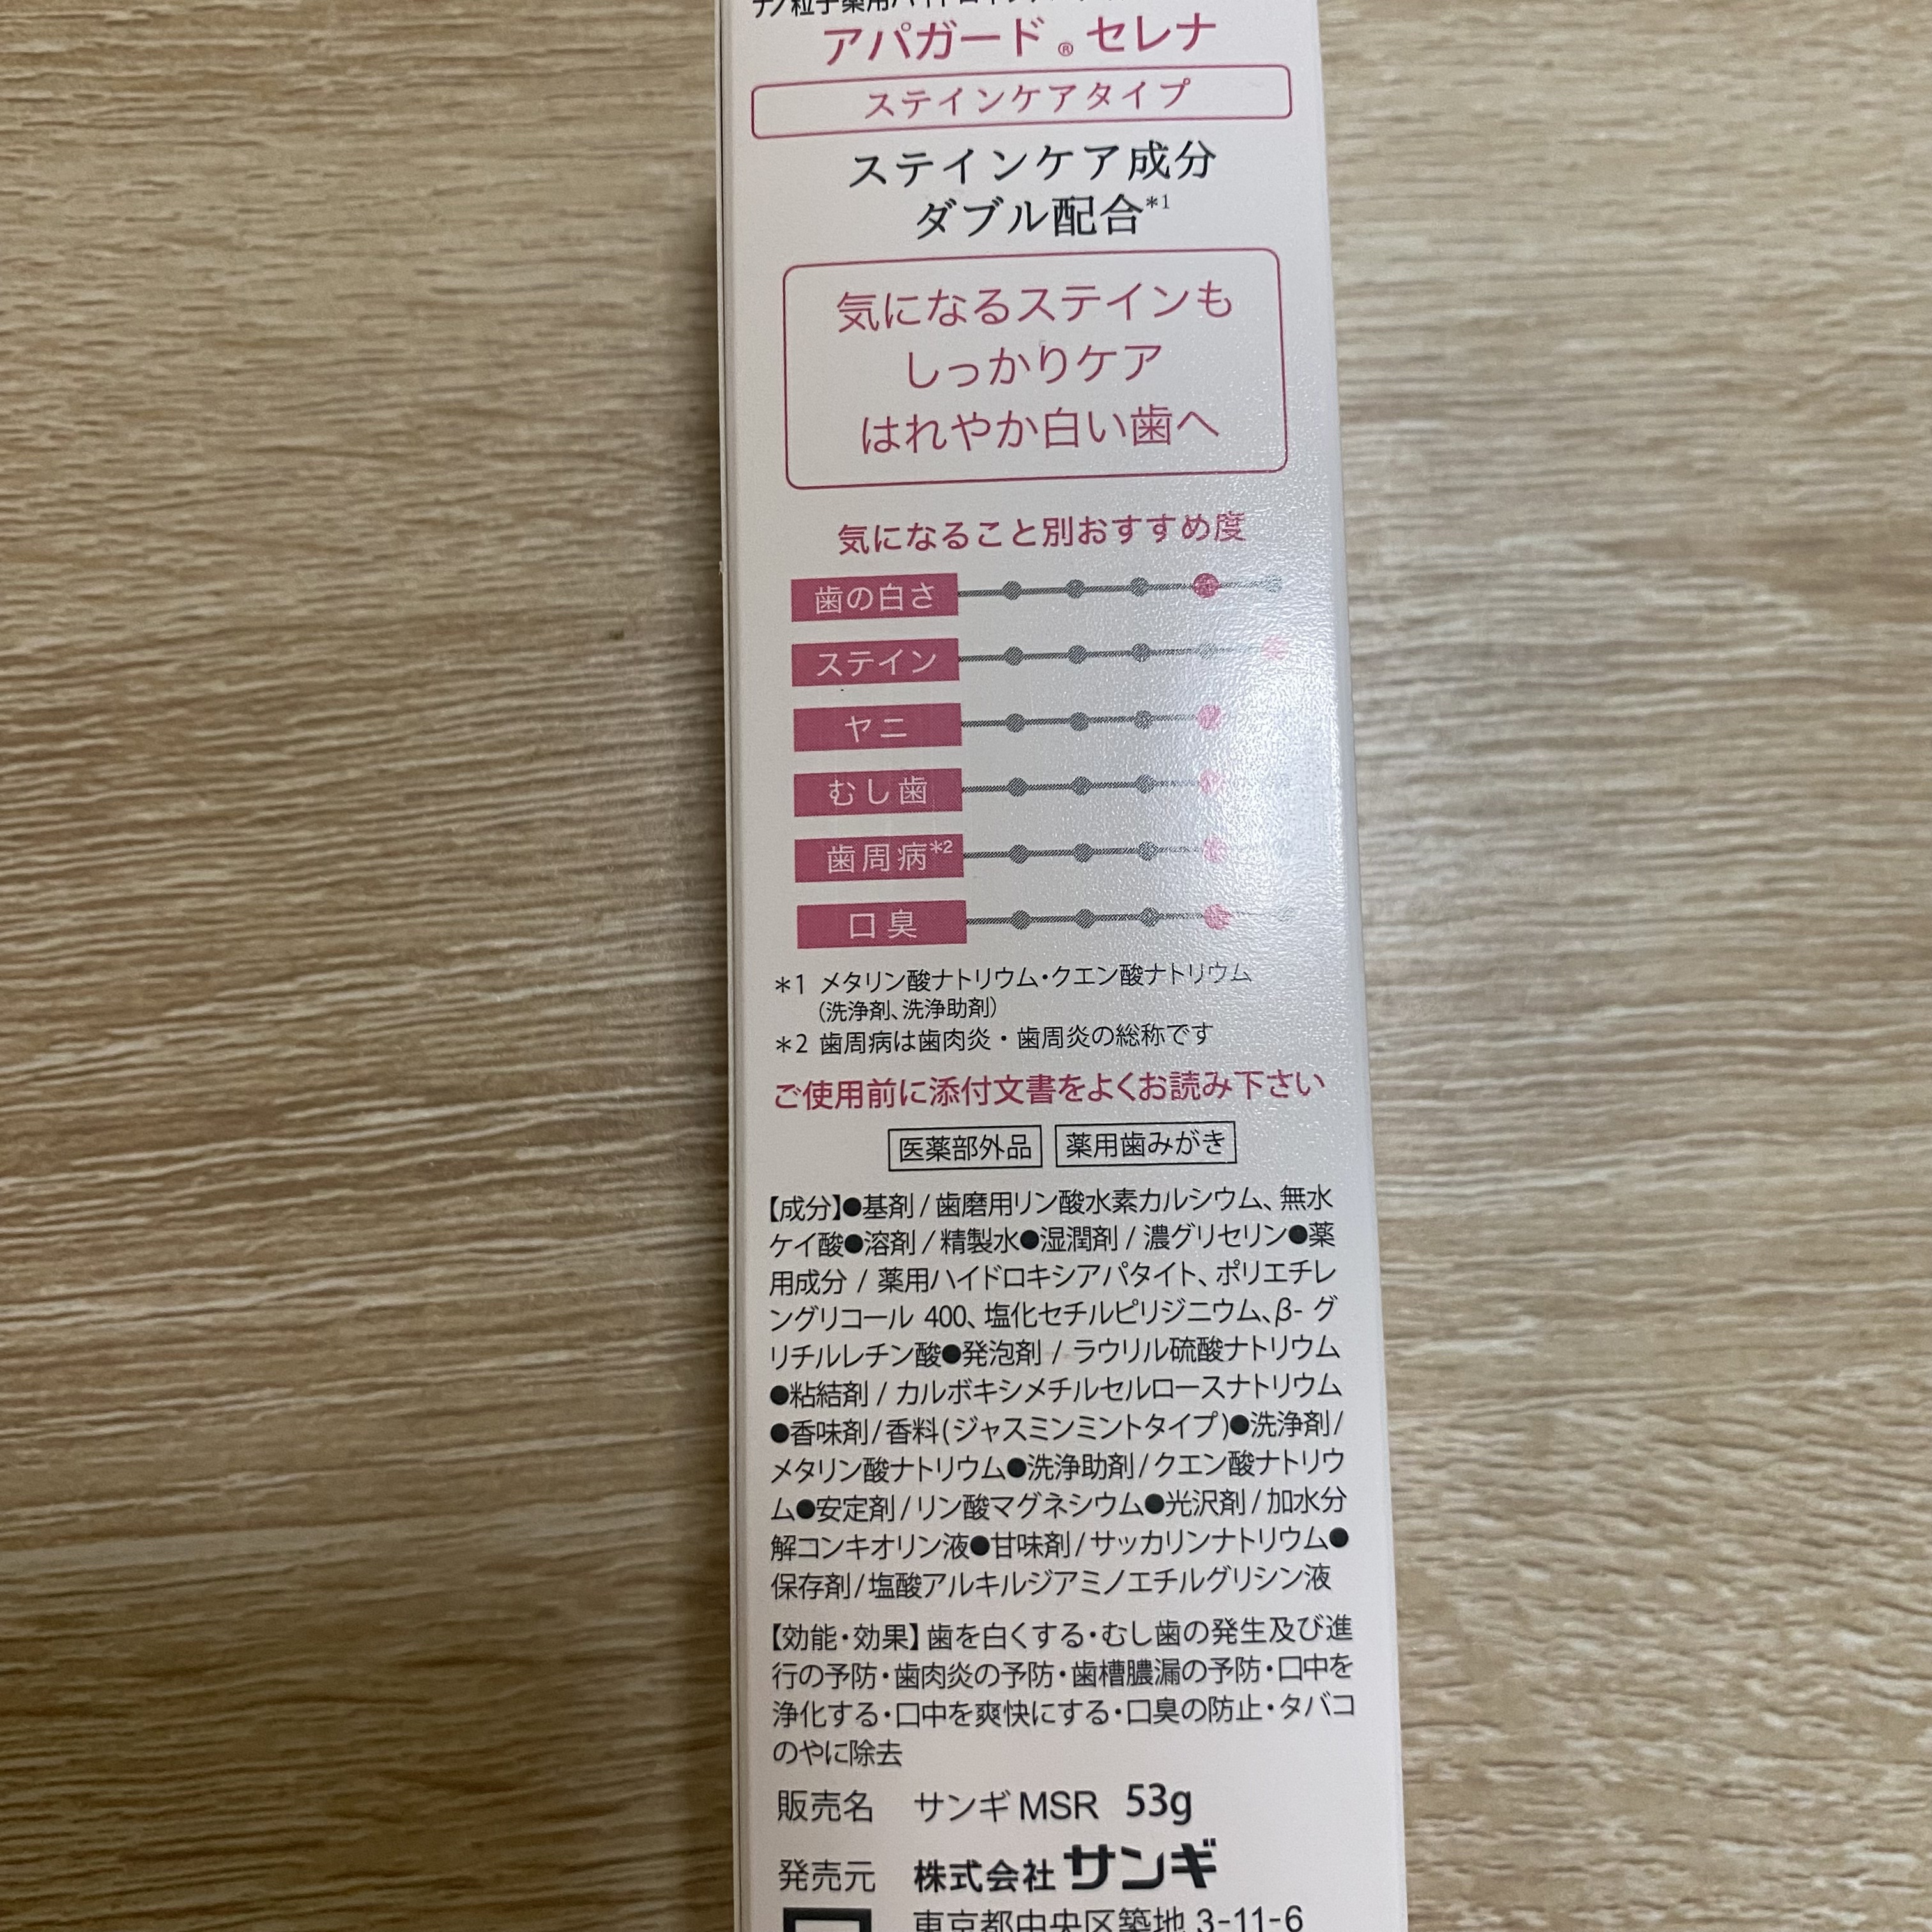 アパガード® セレナ
ステインケアタイプ
ステインケア成分
ダブル配合*1
気になるステインも
しっかりケア
はれやか白い歯へ
気になること別おすすめ度
歯の白さ
ステイン
ヤニ
むし歯
歯周病*2
口臭
*1 メタリン酸ナトリウム・クエン酸ナトリウム
(洗浄剤、洗浄助剤)
*2 歯周病は歯肉炎・歯周炎の総称です
ご使用前に添付文書をよくお読み下さい
医薬部外品 薬用歯みがき
【成分】●基剤/歯磨用リン酸水素カルシウム、無水
ケイ酸●溶剤/精製水●湿潤剤/濃グリセリン●薬
用成分/薬用ハイドロキシアパタイト、ポリエチレ
ングリコール 400、塩化セチルピリジニウム、β-グ
リチルレチン酸●発泡剤/ラウリル硫酸ナトリウム
●粘結剤/カルボキシメチルセルロースナトリウム
●香味剤/香料(ジャスミンミントタイプ)●洗浄剤/
メタリン酸ナトリウム●洗浄助剤/クエン酸ナトリウ
ム●安定剤/リン酸マグネシウム●光沢剤/加水分
解コンキオリン液●甘味剤/サッカリンナトリウム●
保存剤/塩酸アルキルジアミノエチルグリシン液
【効能・効果】歯を白くする・むし歯の発生及び進
行の予防・歯肉炎の予防・歯槽膿漏の予防・口中を
浄化する・口中を爽快にする・口臭の防止・タバコ
のやに除去
販売名 サンギMSR 53g
発売元 株式会社サンギ
東京都中央区築地 3-11-6